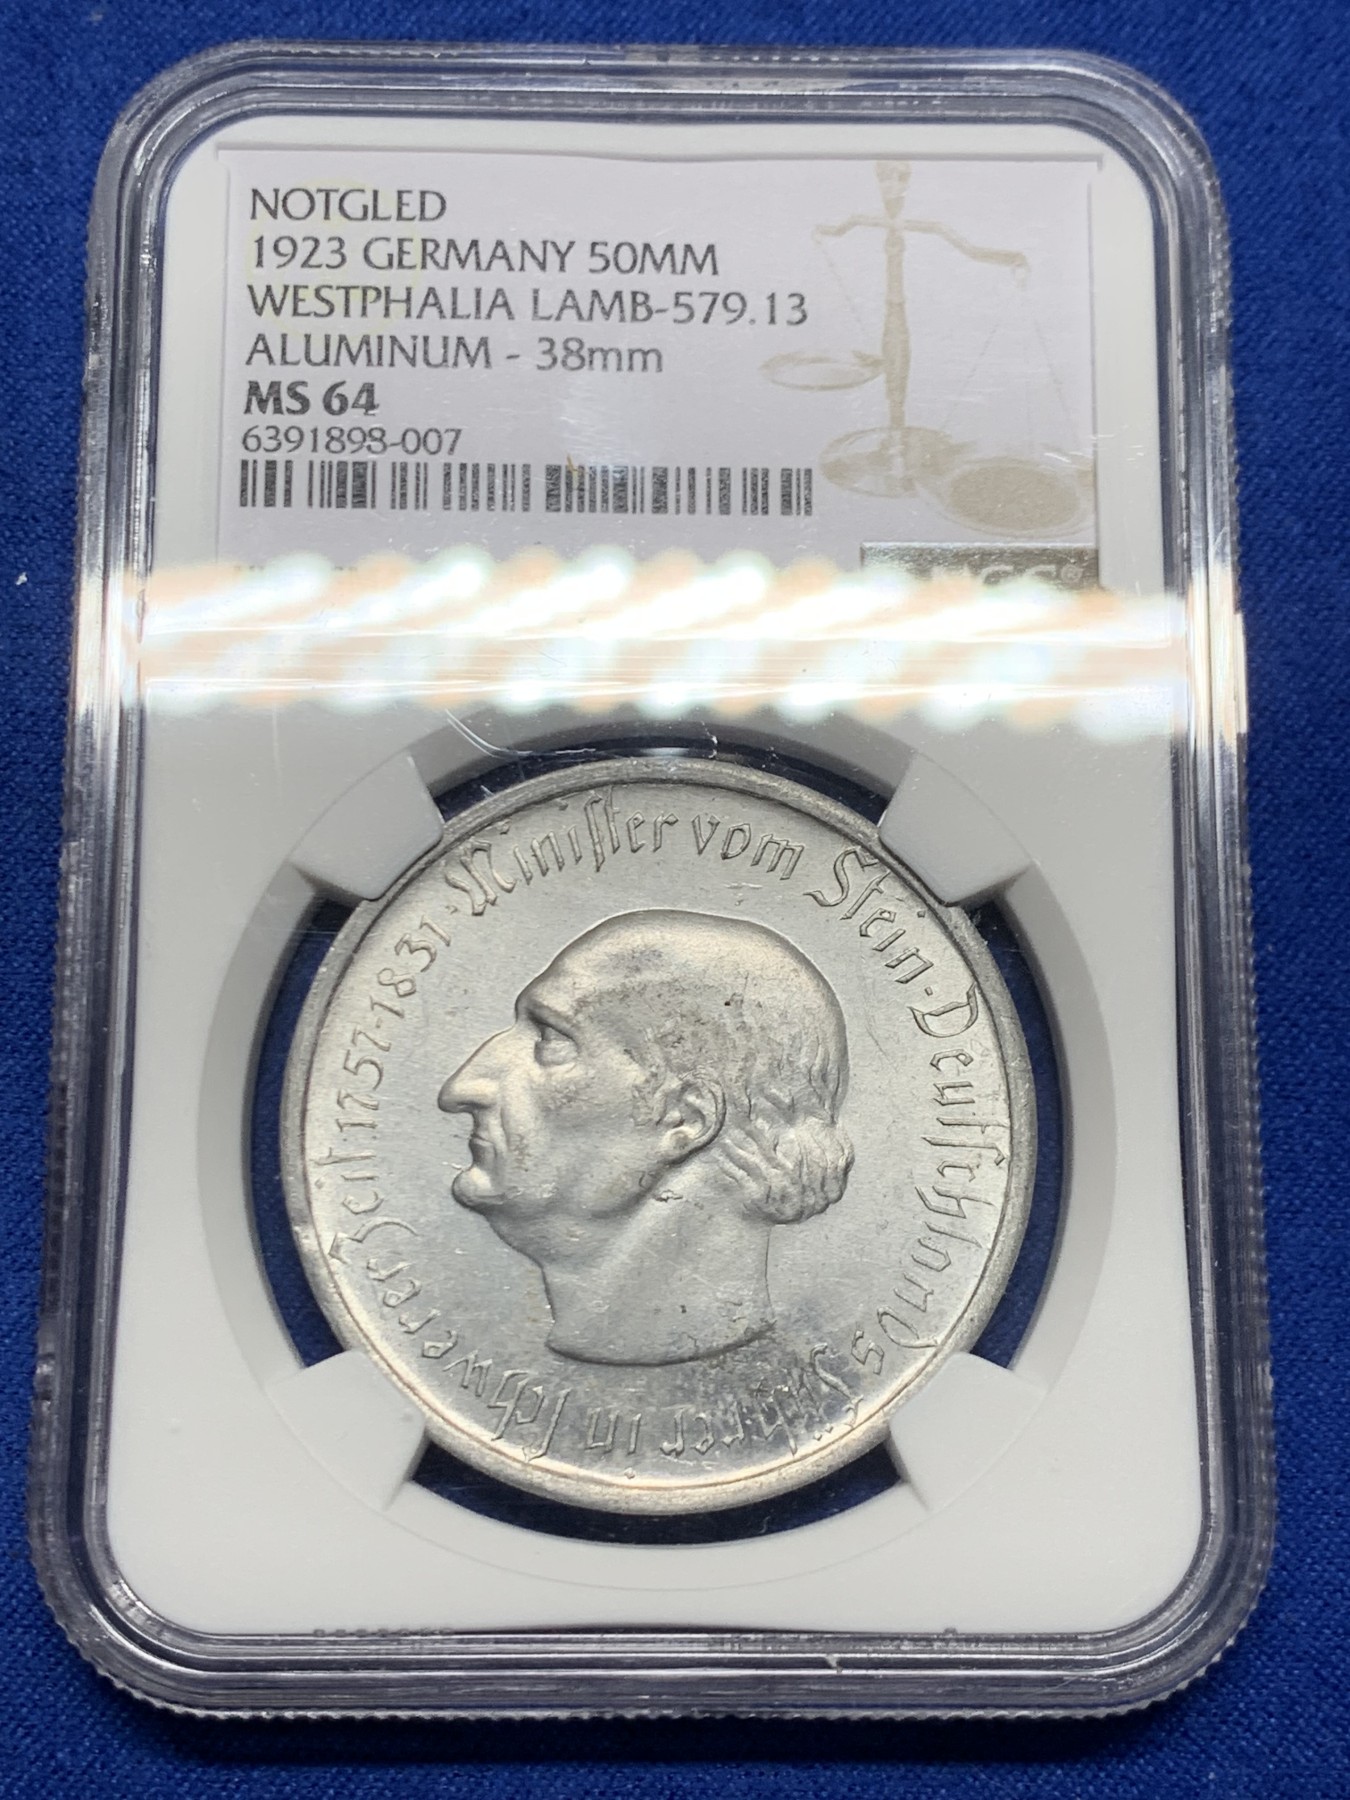 NOTGLED
1923 GERMANY 50MM
WESTPHALIA LAMB-579.13
ALUMINUM - 38mm
MS 64
6391898-007
Miniſter vom Stein · Deutſchlands Führer in ſchwerer Zeit 1757-1831 ·